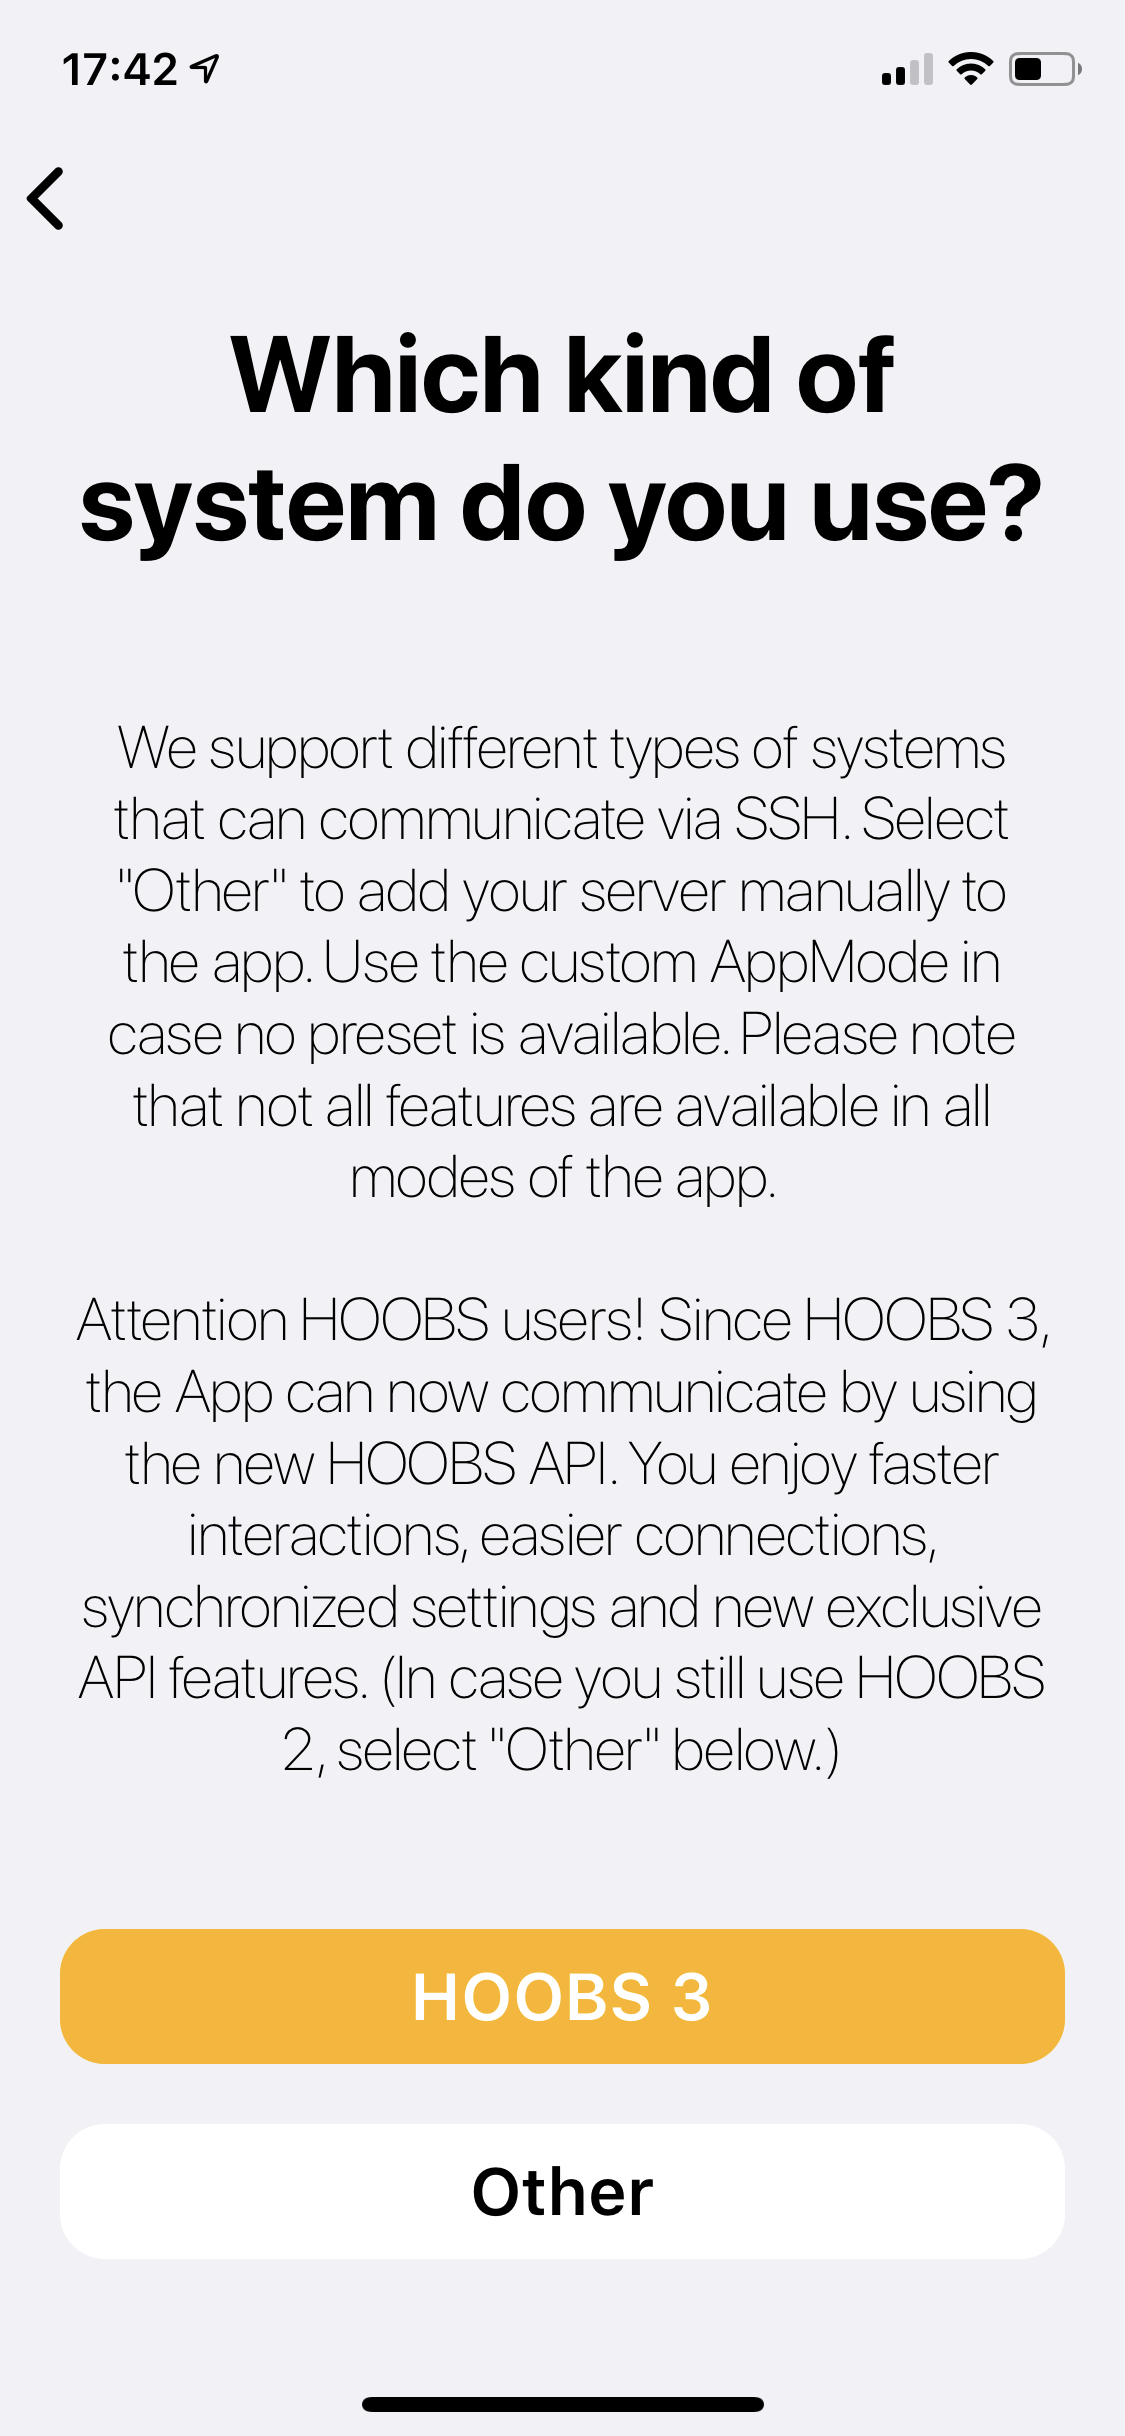 17:42
Which kind of
system do you use?
We support different types of systems
that can communicate via SSH. Select
"Other" to add your server manually to
the app. Use the custom AppMode in
case no preset is available. Please note
that not all features are available in all
modes of the app.
Attention HOOBS users! Since HOOBS 3,
the App can now communicate by using
the new HOOBS API. You enjoy faster
interactions, easier connections,
synchronized settings and new exclusive
API features. (In case you still use HOOBS
2, select "Other" below.)
HOOBS 3
Other